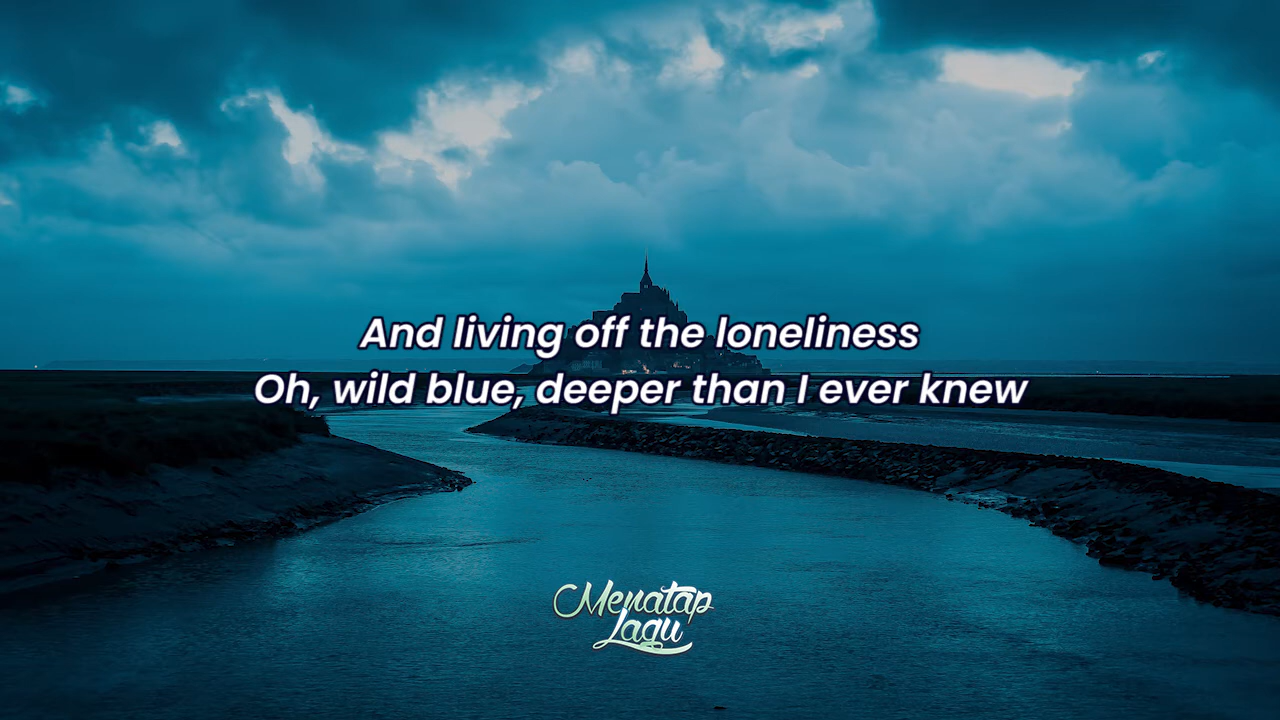 And living off the loneliness
Oh, wild blue, deeper than I ever knew
Menatap
Lagu